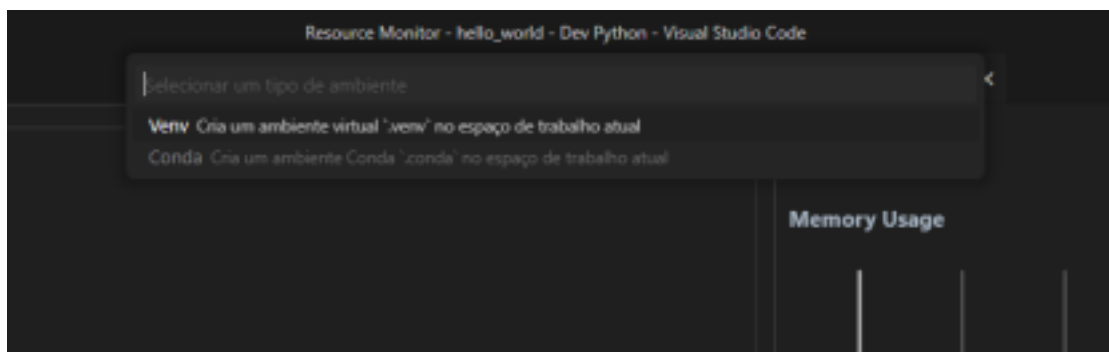 Resource Monitor - hello_world - Dev Python - Visual Studio Code
Selecionar um tipo de ambiente
Venv Cria um ambiente virtual `.venv` no espaço de trabalho atual
Conda Cria um ambiente Conda `.conda` no espaço de trabalho atual
Memory Usage